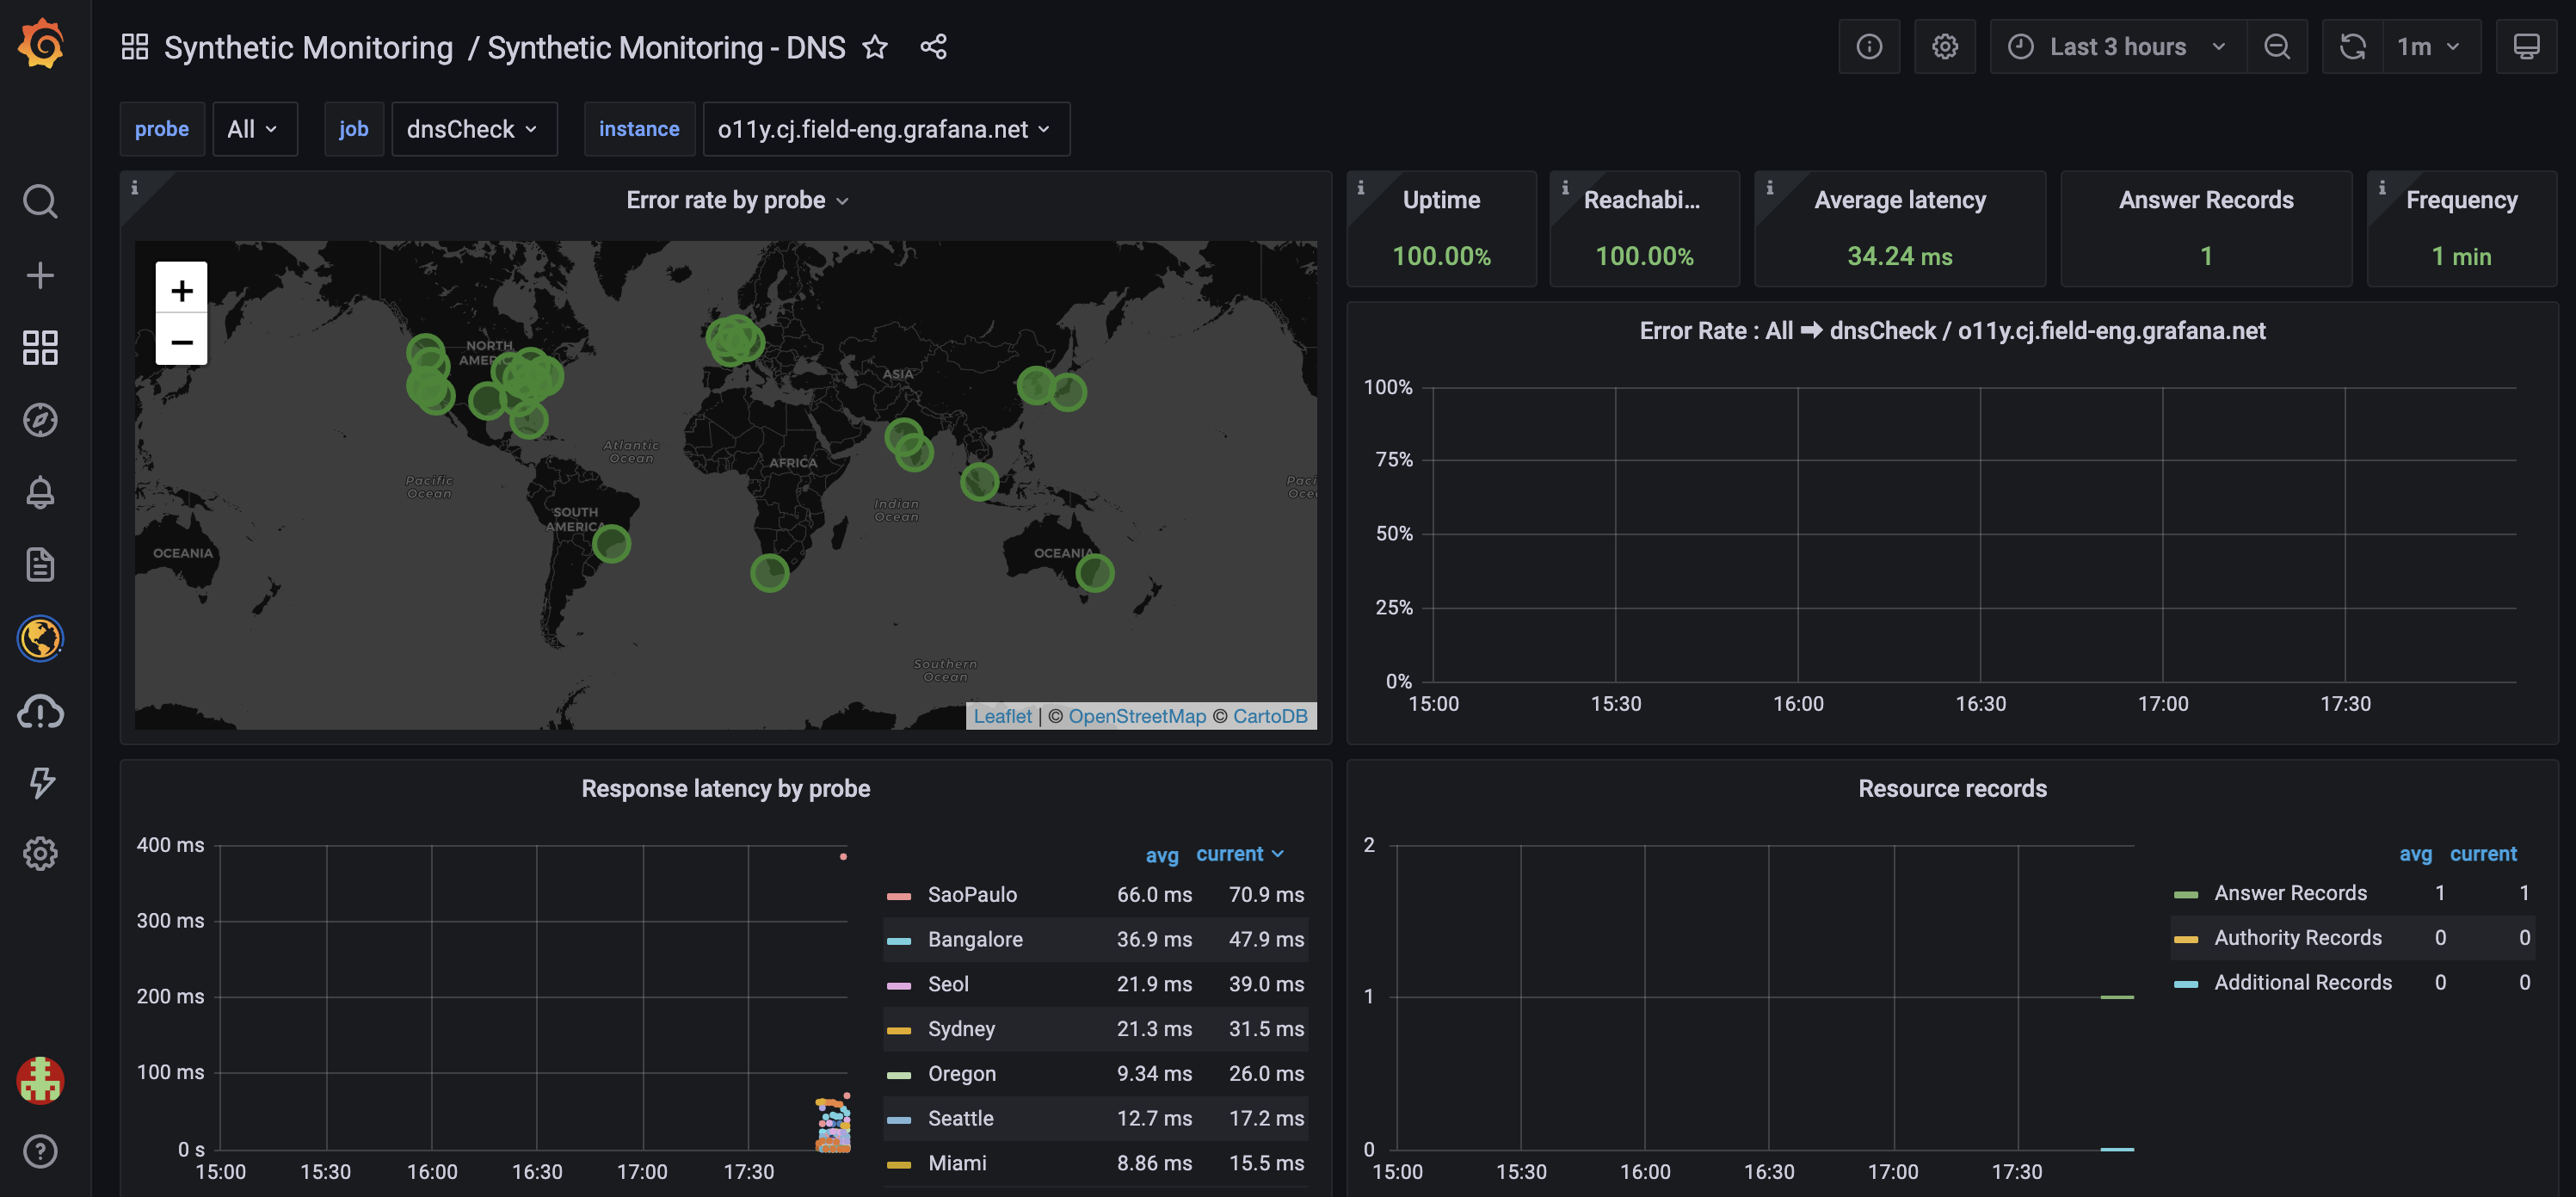 Synthetic Monitoring / Synthetic Monitoring - DNS
Last 3 hours
1m
probe All job dnsCheck instance o11y.cj.field-eng.grafana.net
Error rate by probe
+
−
NORTH AMERIC
ASIA
Atlantic Ocean
AFRICA
Pacific Ocean
Indian Ocean
Paci Oce
SOUTH AMERICA
OCEANIA
OCEANIA
Southern Ocean
Leaflet | © OpenStreetMap © CartoDB
Uptime
100.00%
Reachabi...
100.00%
Average latency
34.24 ms
Answer Records
1
Frequency
1 min
Error Rate : All ➡ dnsCheck / o11y.cj.field-eng.grafana.net
100%
75%
50%
25%
0%
15:00 15:30 16:00 16:30 17:00 17:30
Response latency by probe
400 ms
300 ms
200 ms
100 ms
0 s
15:00 15:30 16:00 16:30 17:00 17:30
avg current
SaoPaulo 66.0 ms 70.9 ms
Bangalore 36.9 ms 47.9 ms
Seol 21.9 ms 39.0 ms
Sydney 21.3 ms 31.5 ms
Oregon 9.34 ms 26.0 ms
Seattle 12.7 ms 17.2 ms
Miami 8.86 ms 15.5 ms
Resource records
2
1
0
15:00 15:30 16:00 16:30 17:00 17:30
avg current
Answer Records 1 1
Authority Records 0 0
Additional Records 0 0